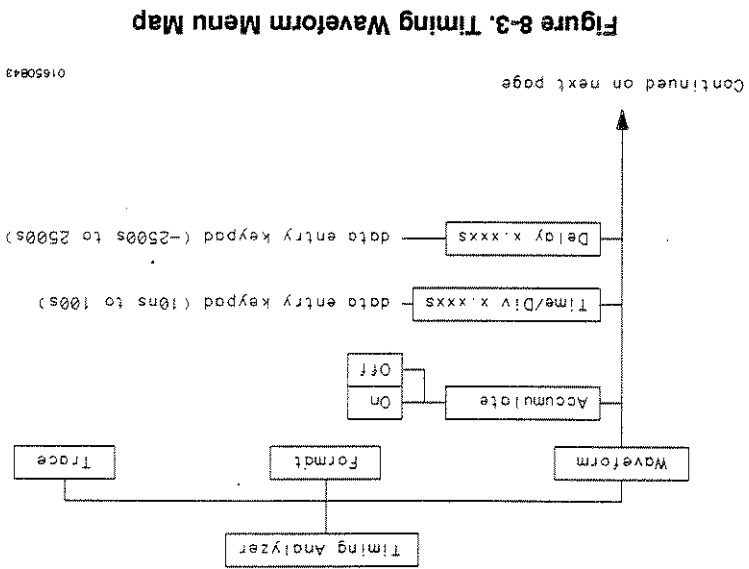 Timing Analyzer
Waveform Format Trace
Accumulate On
Off
Time/Div x.xxxs data entry keypad (10ns to 100s)
Delay x.xxxs data entry keypad (-2500s to 2500s)
Continued on next page
01650B43
Figure 8-3. Timing Waveform Menu Map